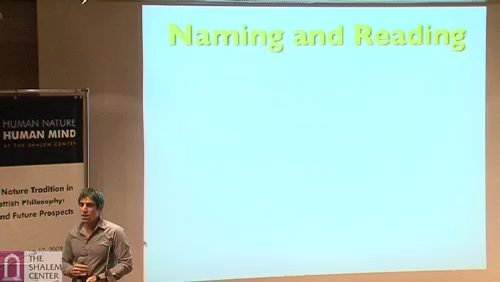 Naming and Reading
HUMAN NATURE
HUMAN MIND
AT THE SHALEM CENTER
Nature Tradition in
ottish Philosophy:
nd Future Prospects
THE
SHALEM
CENTER